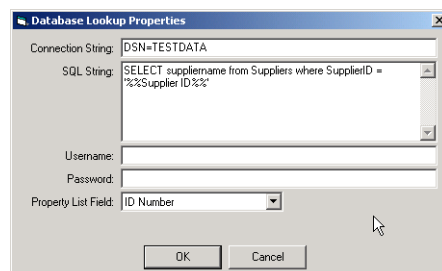 Database Lookup Properties
Connection String: DSN=TESTDATA
SQL String: SELECT suppliername from Suppliers where SupplierID =
'%%Supplier ID%%'
Username:
Password:
Property List Field: ID Number
OK Cancel